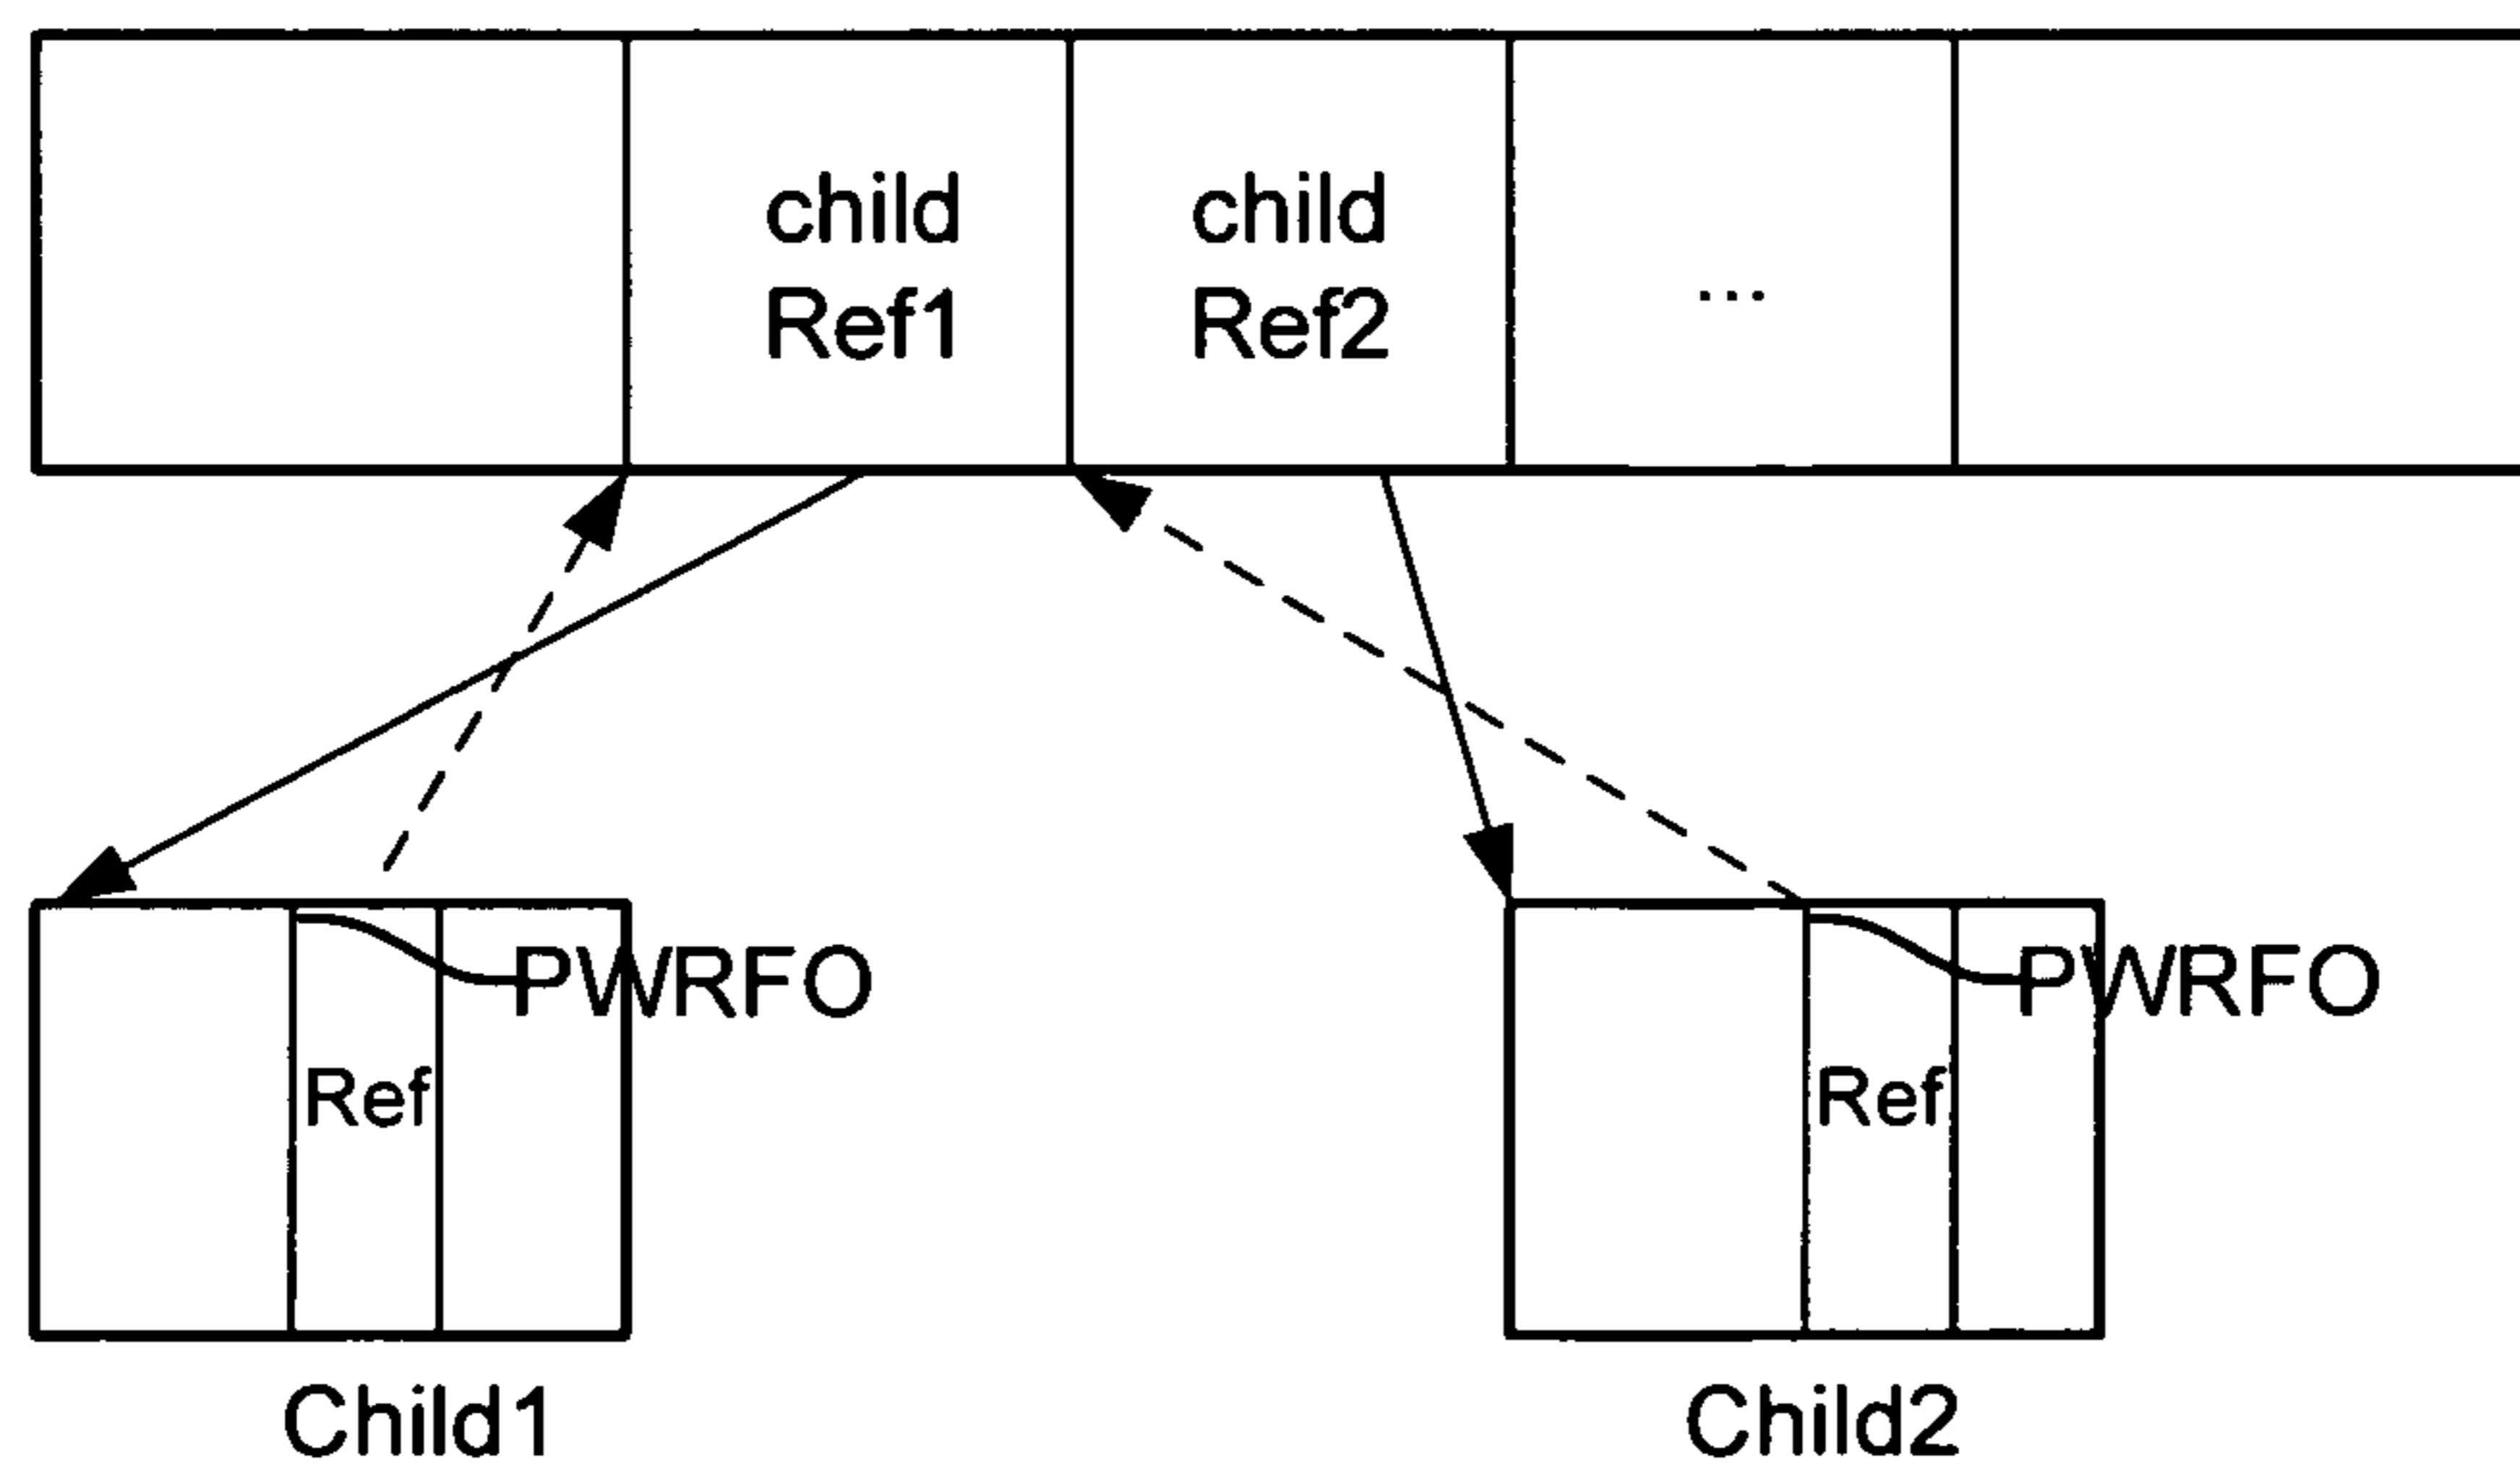 child
Ref1
child
Ref2
...
PWRFO
Ref
PWRFO
Ref
Child1
Child2